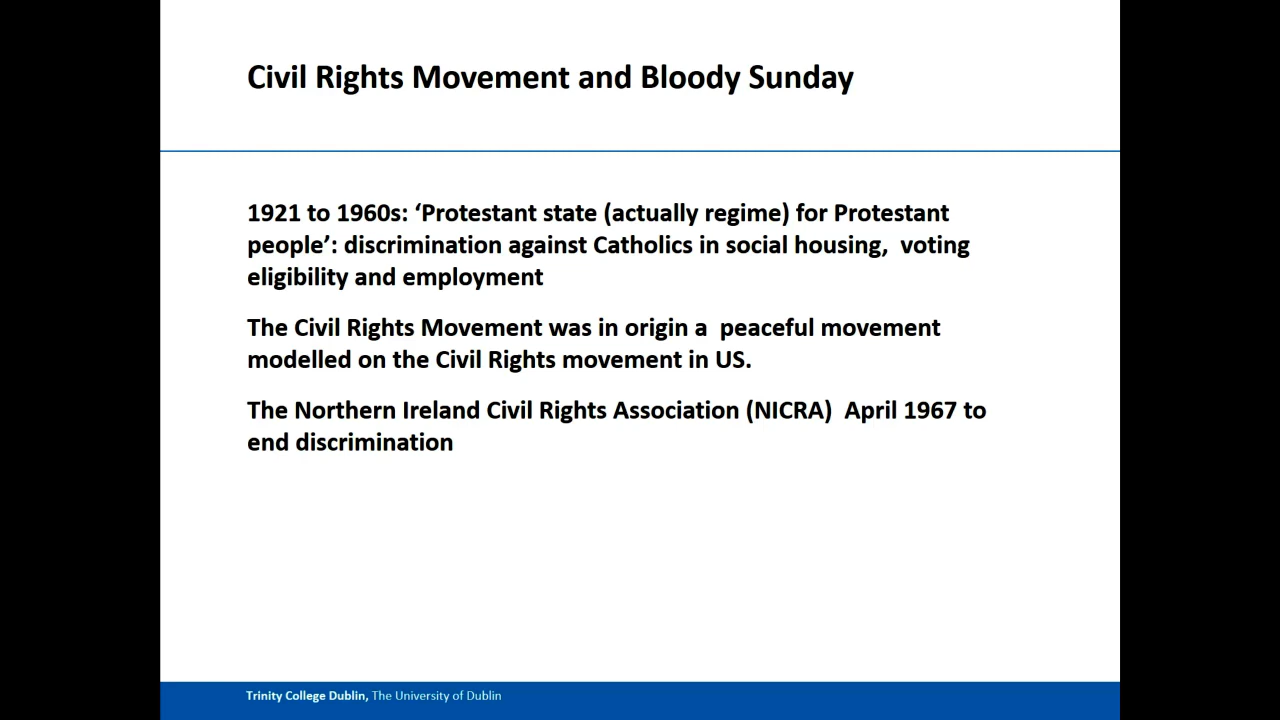 Civil Rights Movement and Bloody Sunday
1921 to 1960s: ‘Protestant state (actually regime) for Protestant
people’: discrimination against Catholics in social housing,  voting
eligibility and employment
The Civil Rights Movement was in origin a  peaceful movement
modelled on the Civil Rights movement in US.
The Northern Ireland Civil Rights Association (NICRA)  April 1967 to
end discrimination
Trinity College Dublin, The University of Dublin